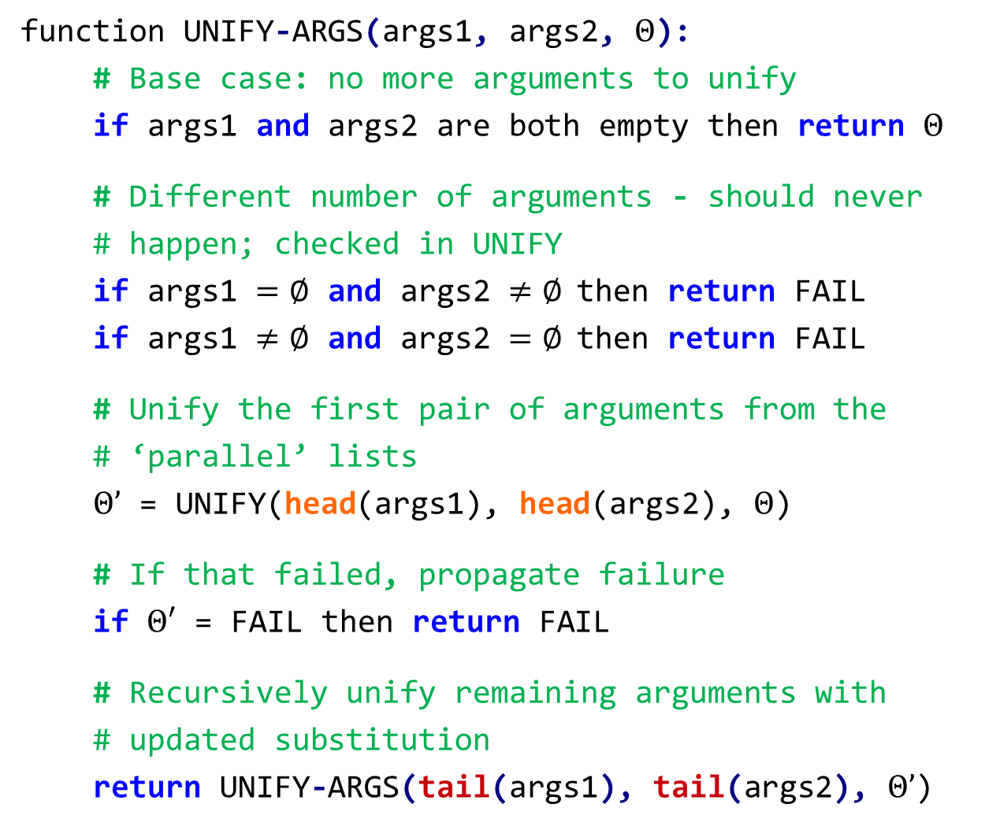 function UNIFY-ARGS(args1, args2, Θ):
# Base case: no more arguments to unify
if args1 and args2 are both empty then return Θ
# Different number of arguments - should never
# happen; checked in UNIFY
if args1 = ∅ and args2 ≠ ∅ then return FAIL
if args1 ≠ ∅ and args2 = ∅ then return FAIL
# Unify the first pair of arguments from the
# ‘parallel’ lists
Θ’ = UNIFY(head(args1), head(args2), Θ)
# If that failed, propagate failure
if Θ′ = FAIL then return FAIL
# Recursively unify remaining arguments with
# updated substitution
return UNIFY-ARGS(tail(args1), tail(args2), Θ’)